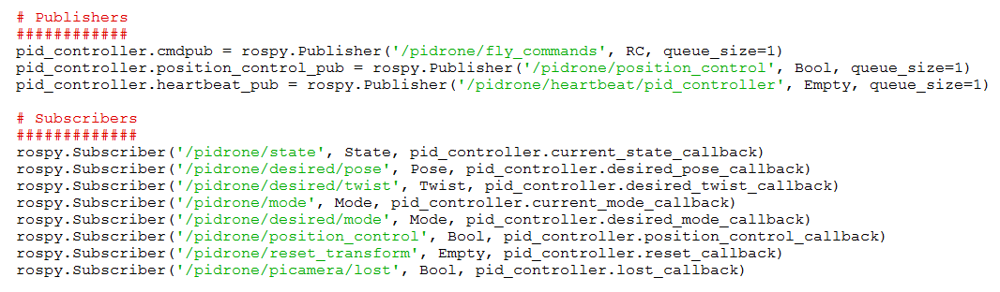 # Publishers
############
pid_controller.cmdpub = rospy.Publisher('/pidrone/fly_commands', RC, queue_size=1)
pid_controller.position_control_pub = rospy.Publisher('/pidrone/position_control', Bool, queue_size=1)
pid_controller.heartbeat_pub = rospy.Publisher('/pidrone/heartbeat/pid_controller', Empty, queue_size=1)
# Subscribers
#############
rospy.Subscriber('/pidrone/state', State, pid_controller.current_state_callback)
rospy.Subscriber('/pidrone/desired/pose', Pose, pid_controller.desired_pose_callback)
rospy.Subscriber('/pidrone/desired/twist', Twist, pid_controller.desired_twist_callback)
rospy.Subscriber('/pidrone/mode', Mode, pid_controller.current_mode_callback)
rospy.Subscriber('/pidrone/desired/mode', Mode, pid_controller.desired_mode_callback)
rospy.Subscriber('/pidrone/position_control', Bool, pid_controller.position_control_callback)
rospy.Subscriber('/pidrone/reset_transform', Empty, pid_controller.reset_callback)
rospy.Subscriber('/pidrone/picamera/lost', Bool, pid_controller.lost_callback)